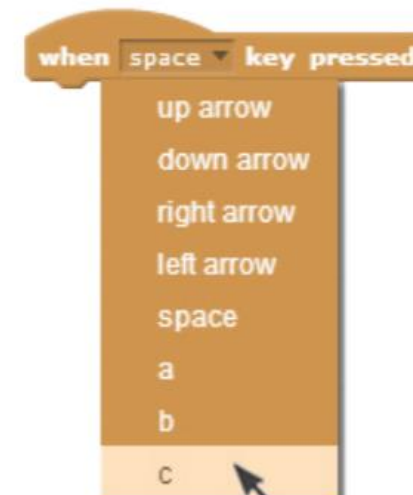 when space key pressed
up arrow
down arrow
right arrow
left arrow
space
a
b
c